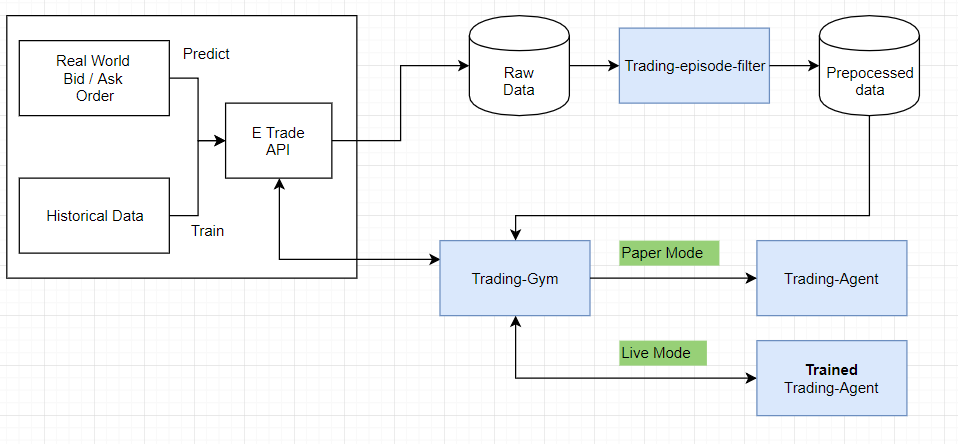 Real World
Bid / Ask
Order
Predict
E Trade
API
Historical Data
Train
Raw
Data
Trading-episode-filter
Prepocessed
data
Trading-Gym
Paper Mode
Trading-Agent
Live Mode
Trained
Trading-Agent